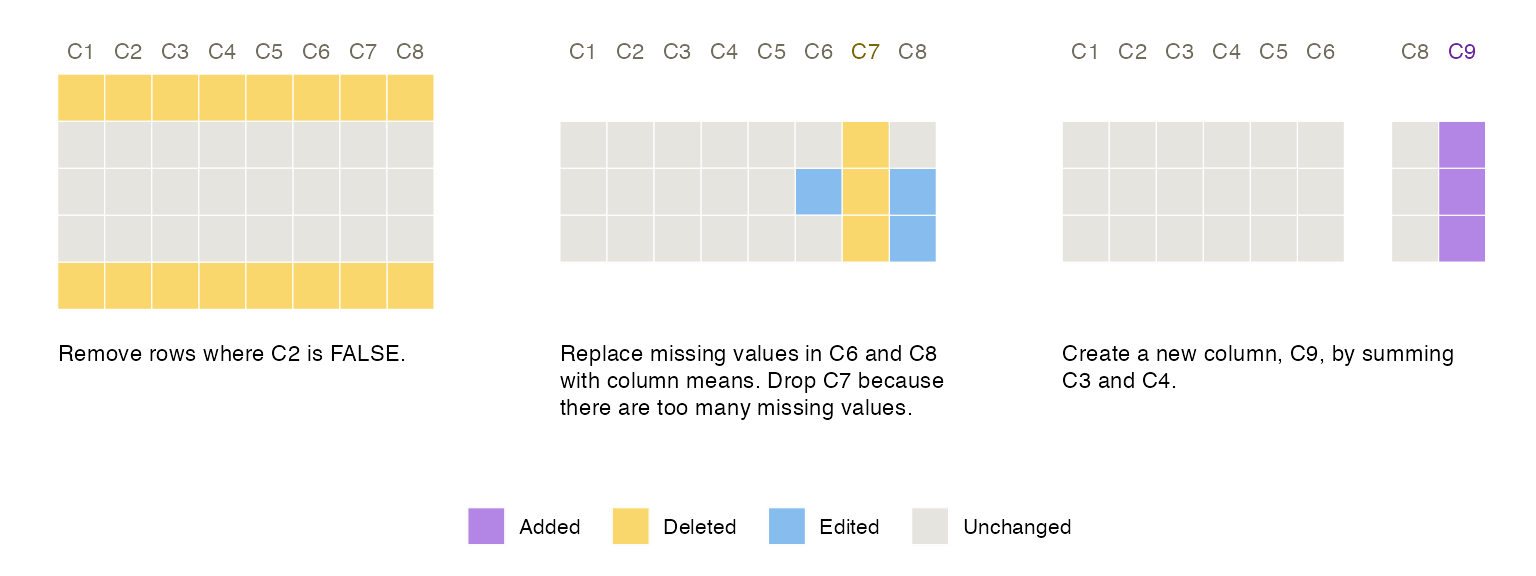 C1 C2 C3 C4 C5 C6 C7 C8
C1 C2 C3 C4 C5 C6 C7 C8
C1 C2 C3 C4 C5 C6 C8 C9
Remove rows where C2 is FALSE.
Replace missing values in C6 and C8
with column means. Drop C7 because
there are too many missing values.
Create a new column, C9, by summing
C3 and C4.
Added
Deleted
Edited
Unchanged